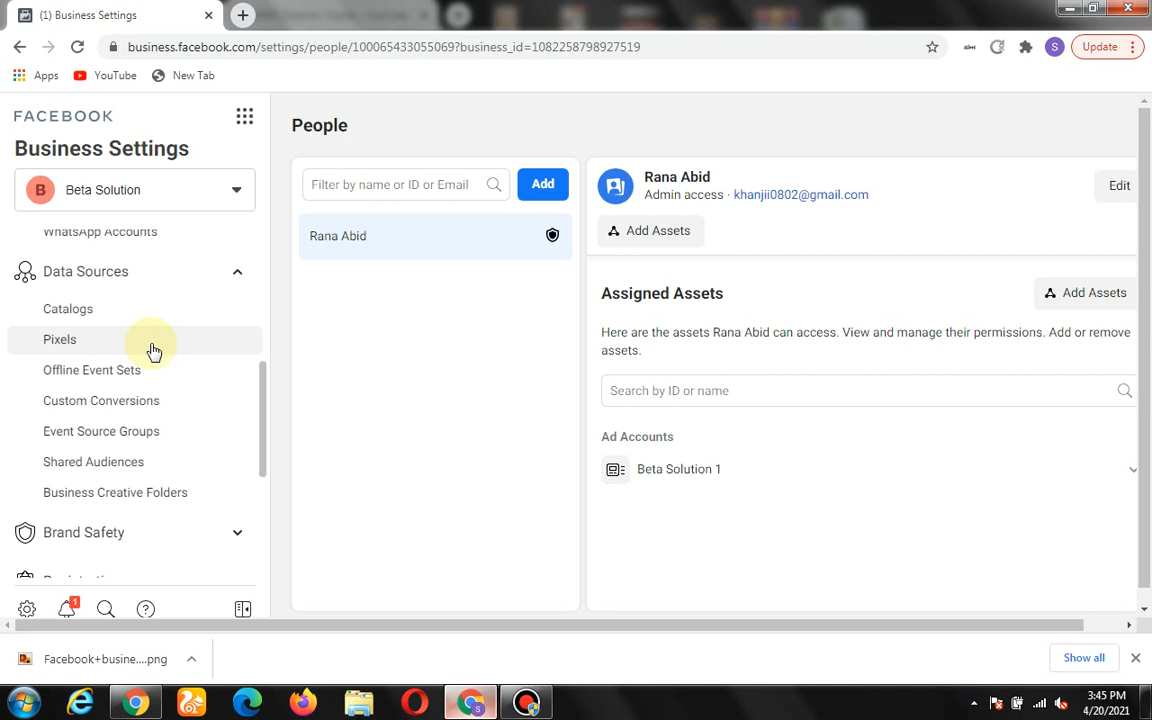 (1) Business Settings
business.facebook.com/settings/people/100065433055069?business_id=1082258798927519
S
Update
Apps
YouTube
New Tab
FACEBOOK
Business Settings
B
Beta Solution
WhatsApp Accounts
Data Sources
Catalogs
Pixels
Offline Event Sets
Custom Conversions
Event Source Groups
Shared Audiences
Business Creative Folders
Brand Safety
1
People
Filter by name or ID or Email
Add
Rana Abid
Rana Abid
Admin access · khanjii0802@gmail.com
Edit
Add Assets
Assigned Assets
Add Assets
Here are the assets Rana Abid can access. View and manage their permissions. Add or remove
assets.
Search by ID or name
Ad Accounts
Beta Solution 1
Facebook+busine....png
Show all
S
3:45 PM
4/20/2021